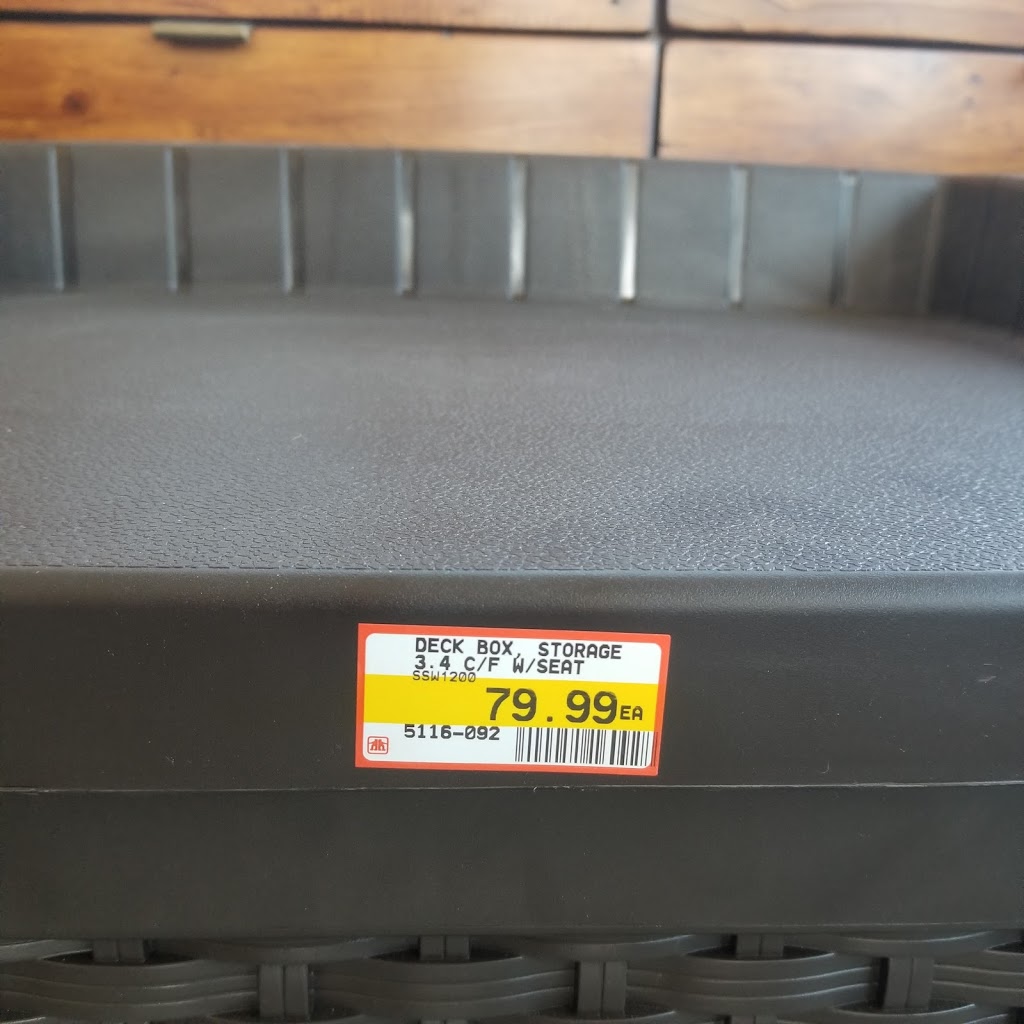 DECK BOX, STORAGE
3.4 C/F W/SEAT
SSW1200
79.99EA
5116-092